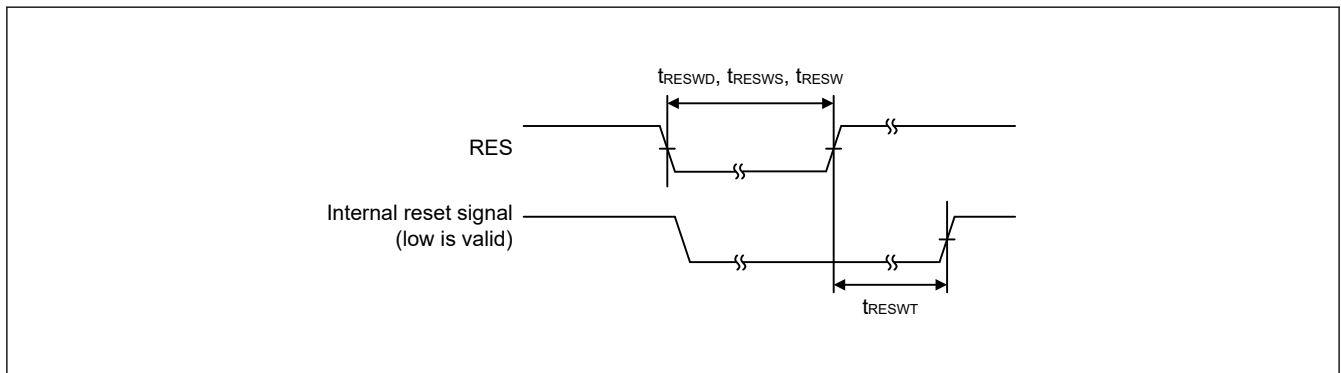 tRESWD, tRESWS, tRESW
RES
Internal reset signal
(low is valid)
tRESWT